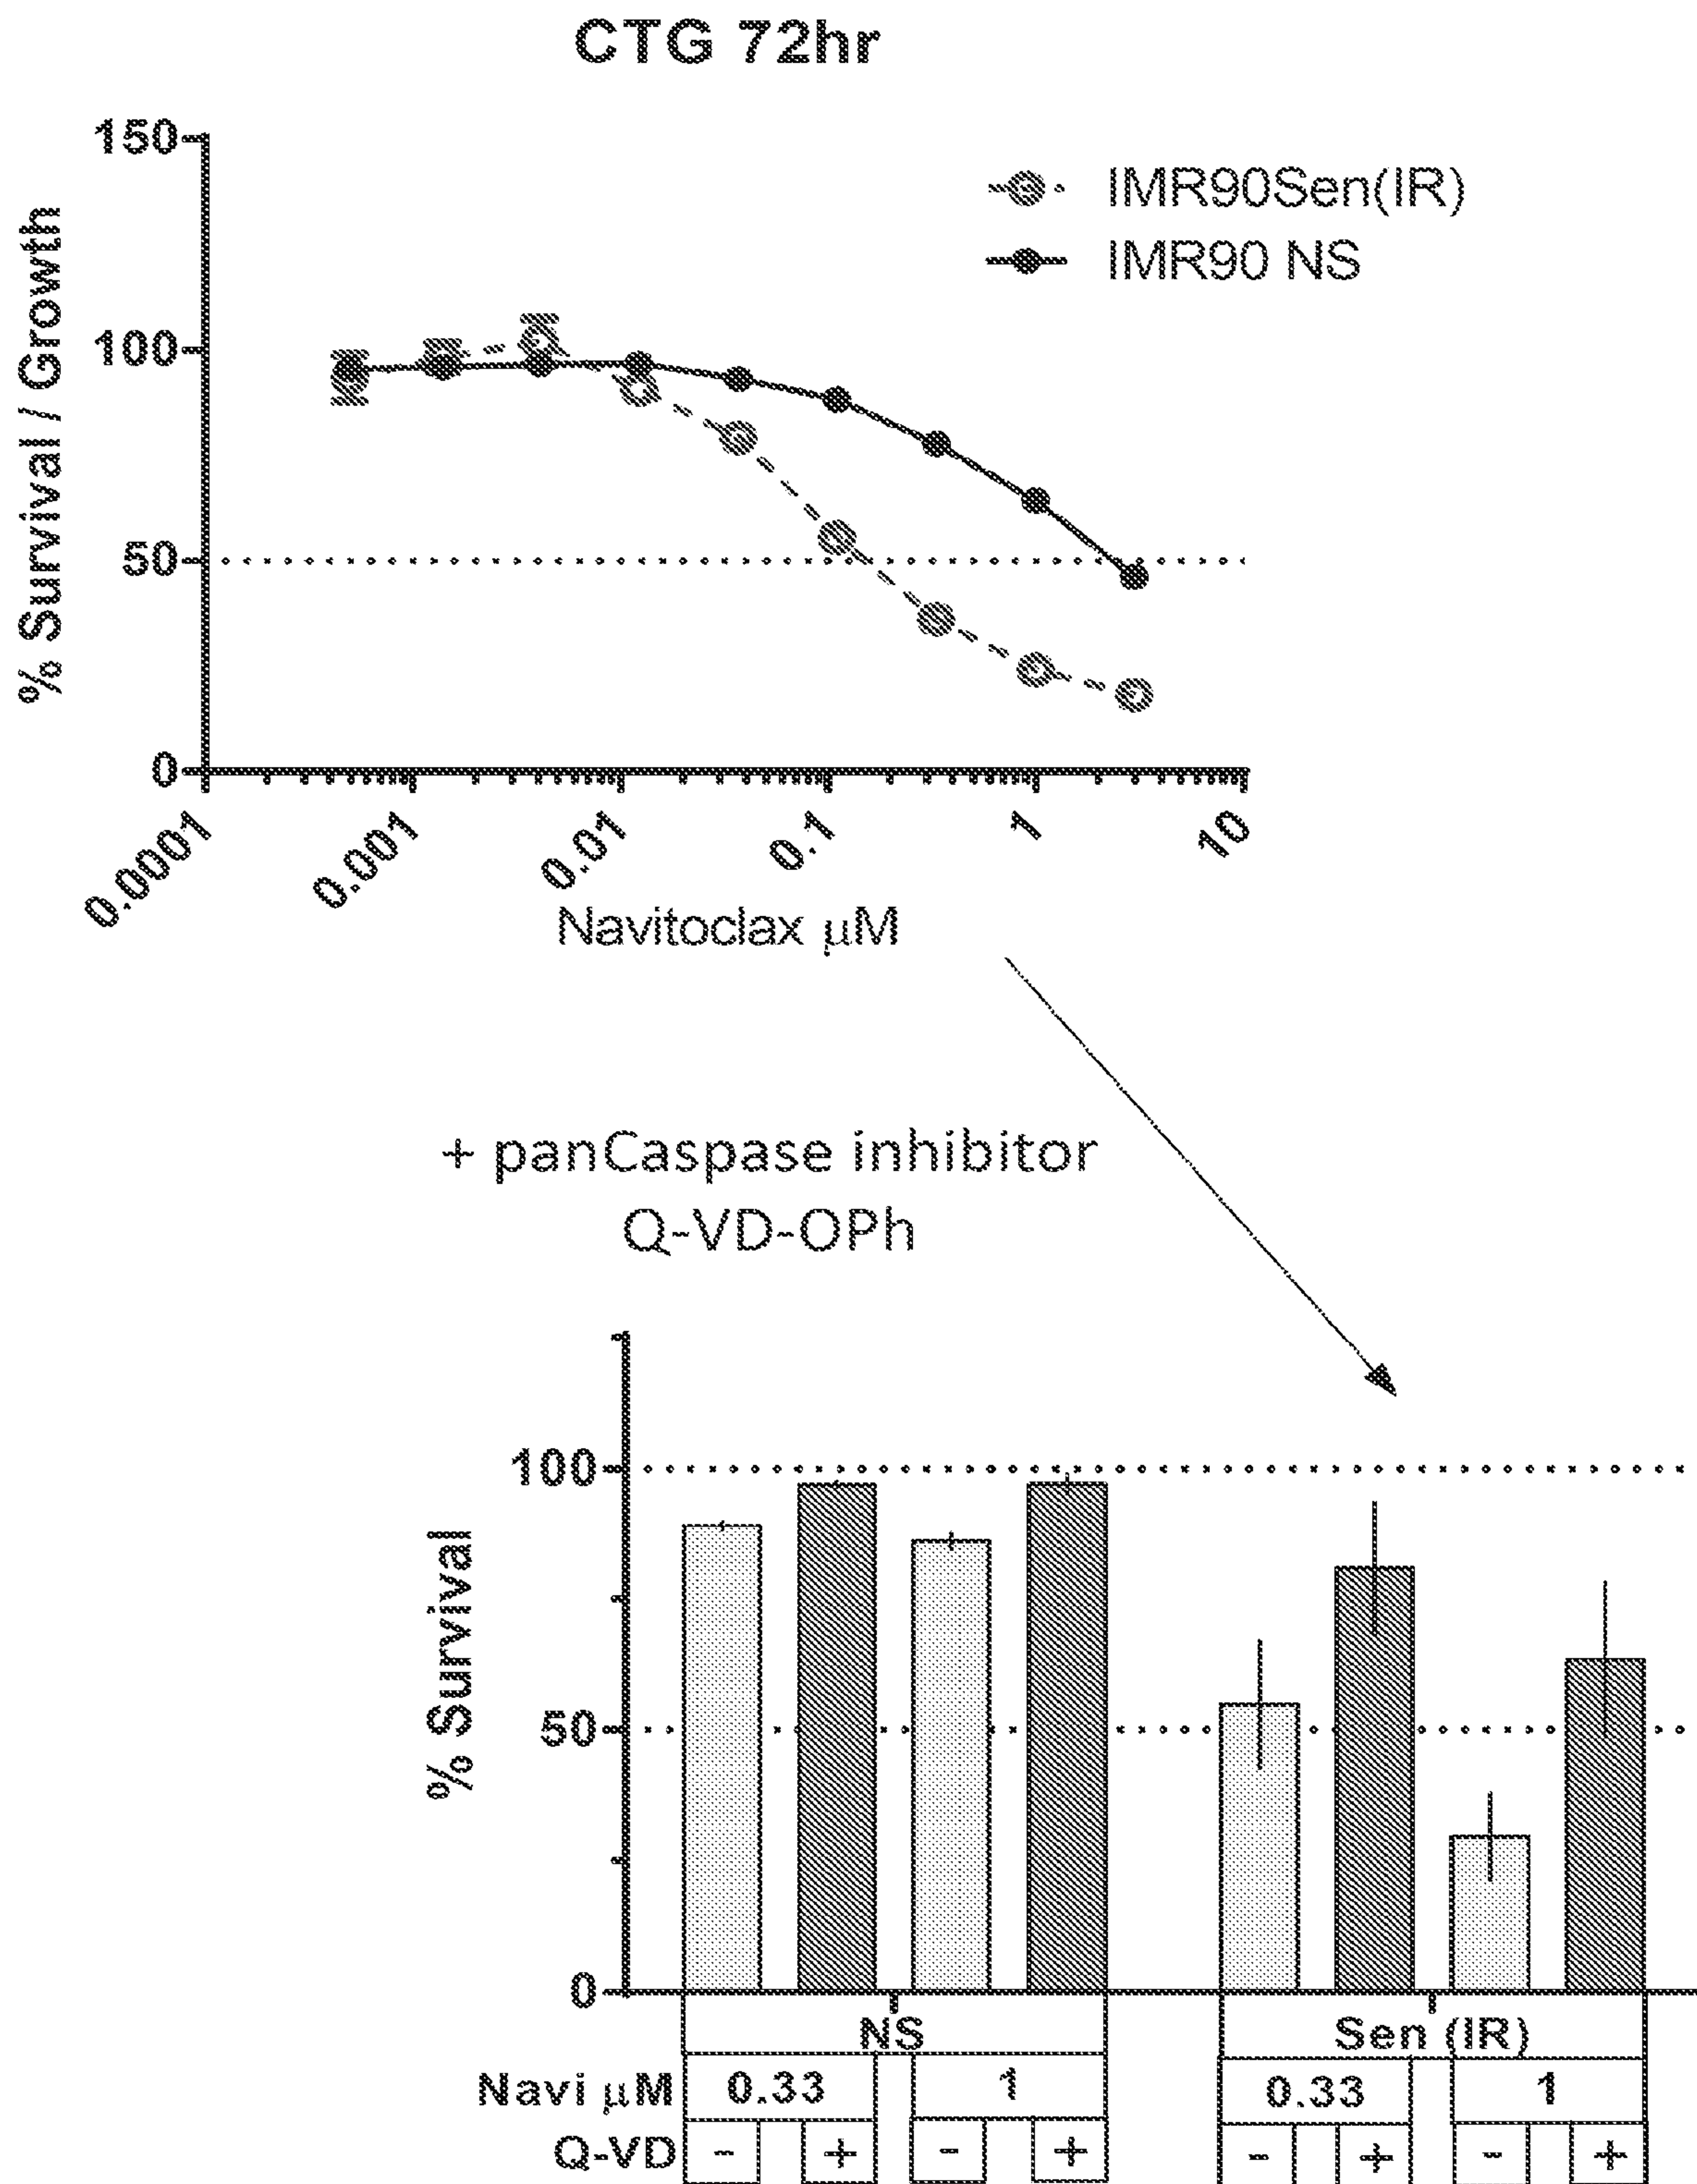 CTG 72hr
150
100
50
0
% Survival / Growth
IMR90Sen(IR)
IMR90 NS
0.0001 0.001 0.01 0.1 1 10
Navitoclax µM
+ panCaspase inhibitor
Q-VD-OPh
100
50
0
% Survival
NS Sen (IR)
Navi µM 0.33 1 0.33 1
Q-VD - + - + - + - +